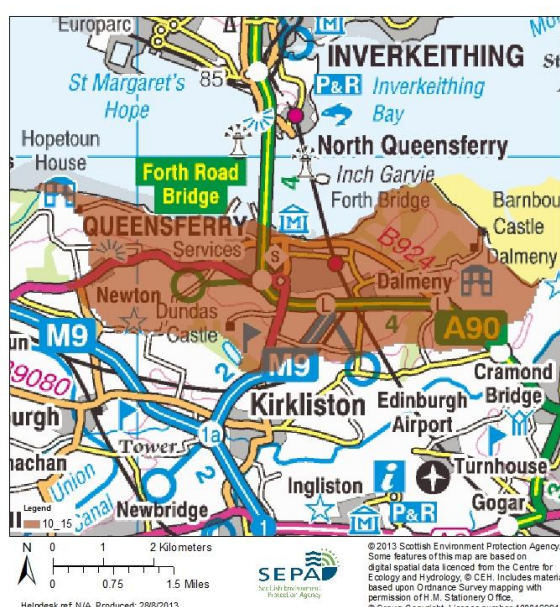 Europarc
INVERKEITHING
St Margaret's
Hope
85
P&R Inverkeithing
Bay
Hopetoun
House
North Queensferry
Forth Road
Bridge
4
Inch Garvie
Forth Bridge
Castle
QUEENSFERRY
Services
B924
Dalmeny
S
Dalmeny
Newton
Dundas
Castle
L
L
4
A90
M9
2
M9
Cramond
Bridge
9080
Kirkliston
Edinburgh
Airport
1a
Tower
Turnhouse
Union
Canal
2
Ingliston
i
Newbridge
P&R
Gogar
3
1
Legend
10_15
N
0 1 2 Kilometers
0 0.75 1.5 Miles
SEPA
Scottish Environment
Protection Agency
© 2013 Scottish Environment Protection Agency.
Some features of this map are based on
digital spatial data licenced from the Centre for
Ecology and Hydrology, © CEH. Includes material
based upon Ordnance Survey mapping with
permission of H.M. Stationery Office,
Helpdesk ref. N/A Produced: 28/8/2013